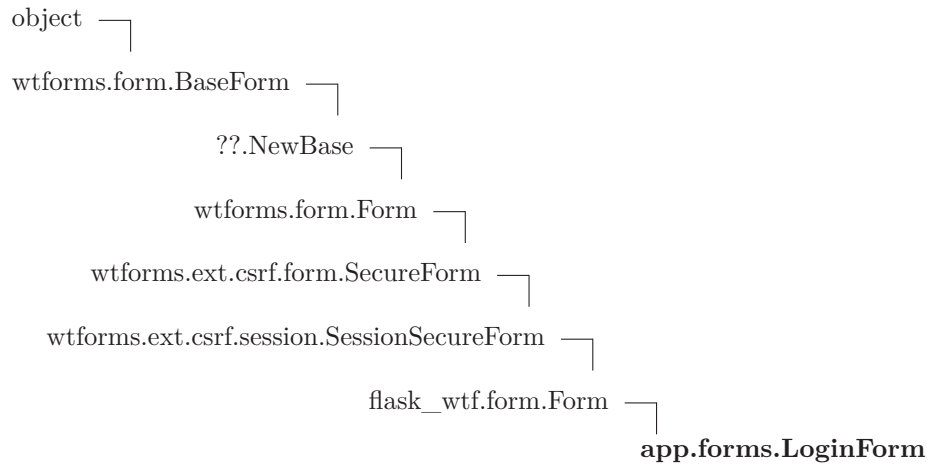 object
wtforms.form.BaseForm
??.NewBase
wtforms.form.Form
wtforms.ext.csrf.form.SecureForm
wtforms.ext.csrf.session.SessionSecureForm
flask_wtf.form.Form
app.forms.LoginForm